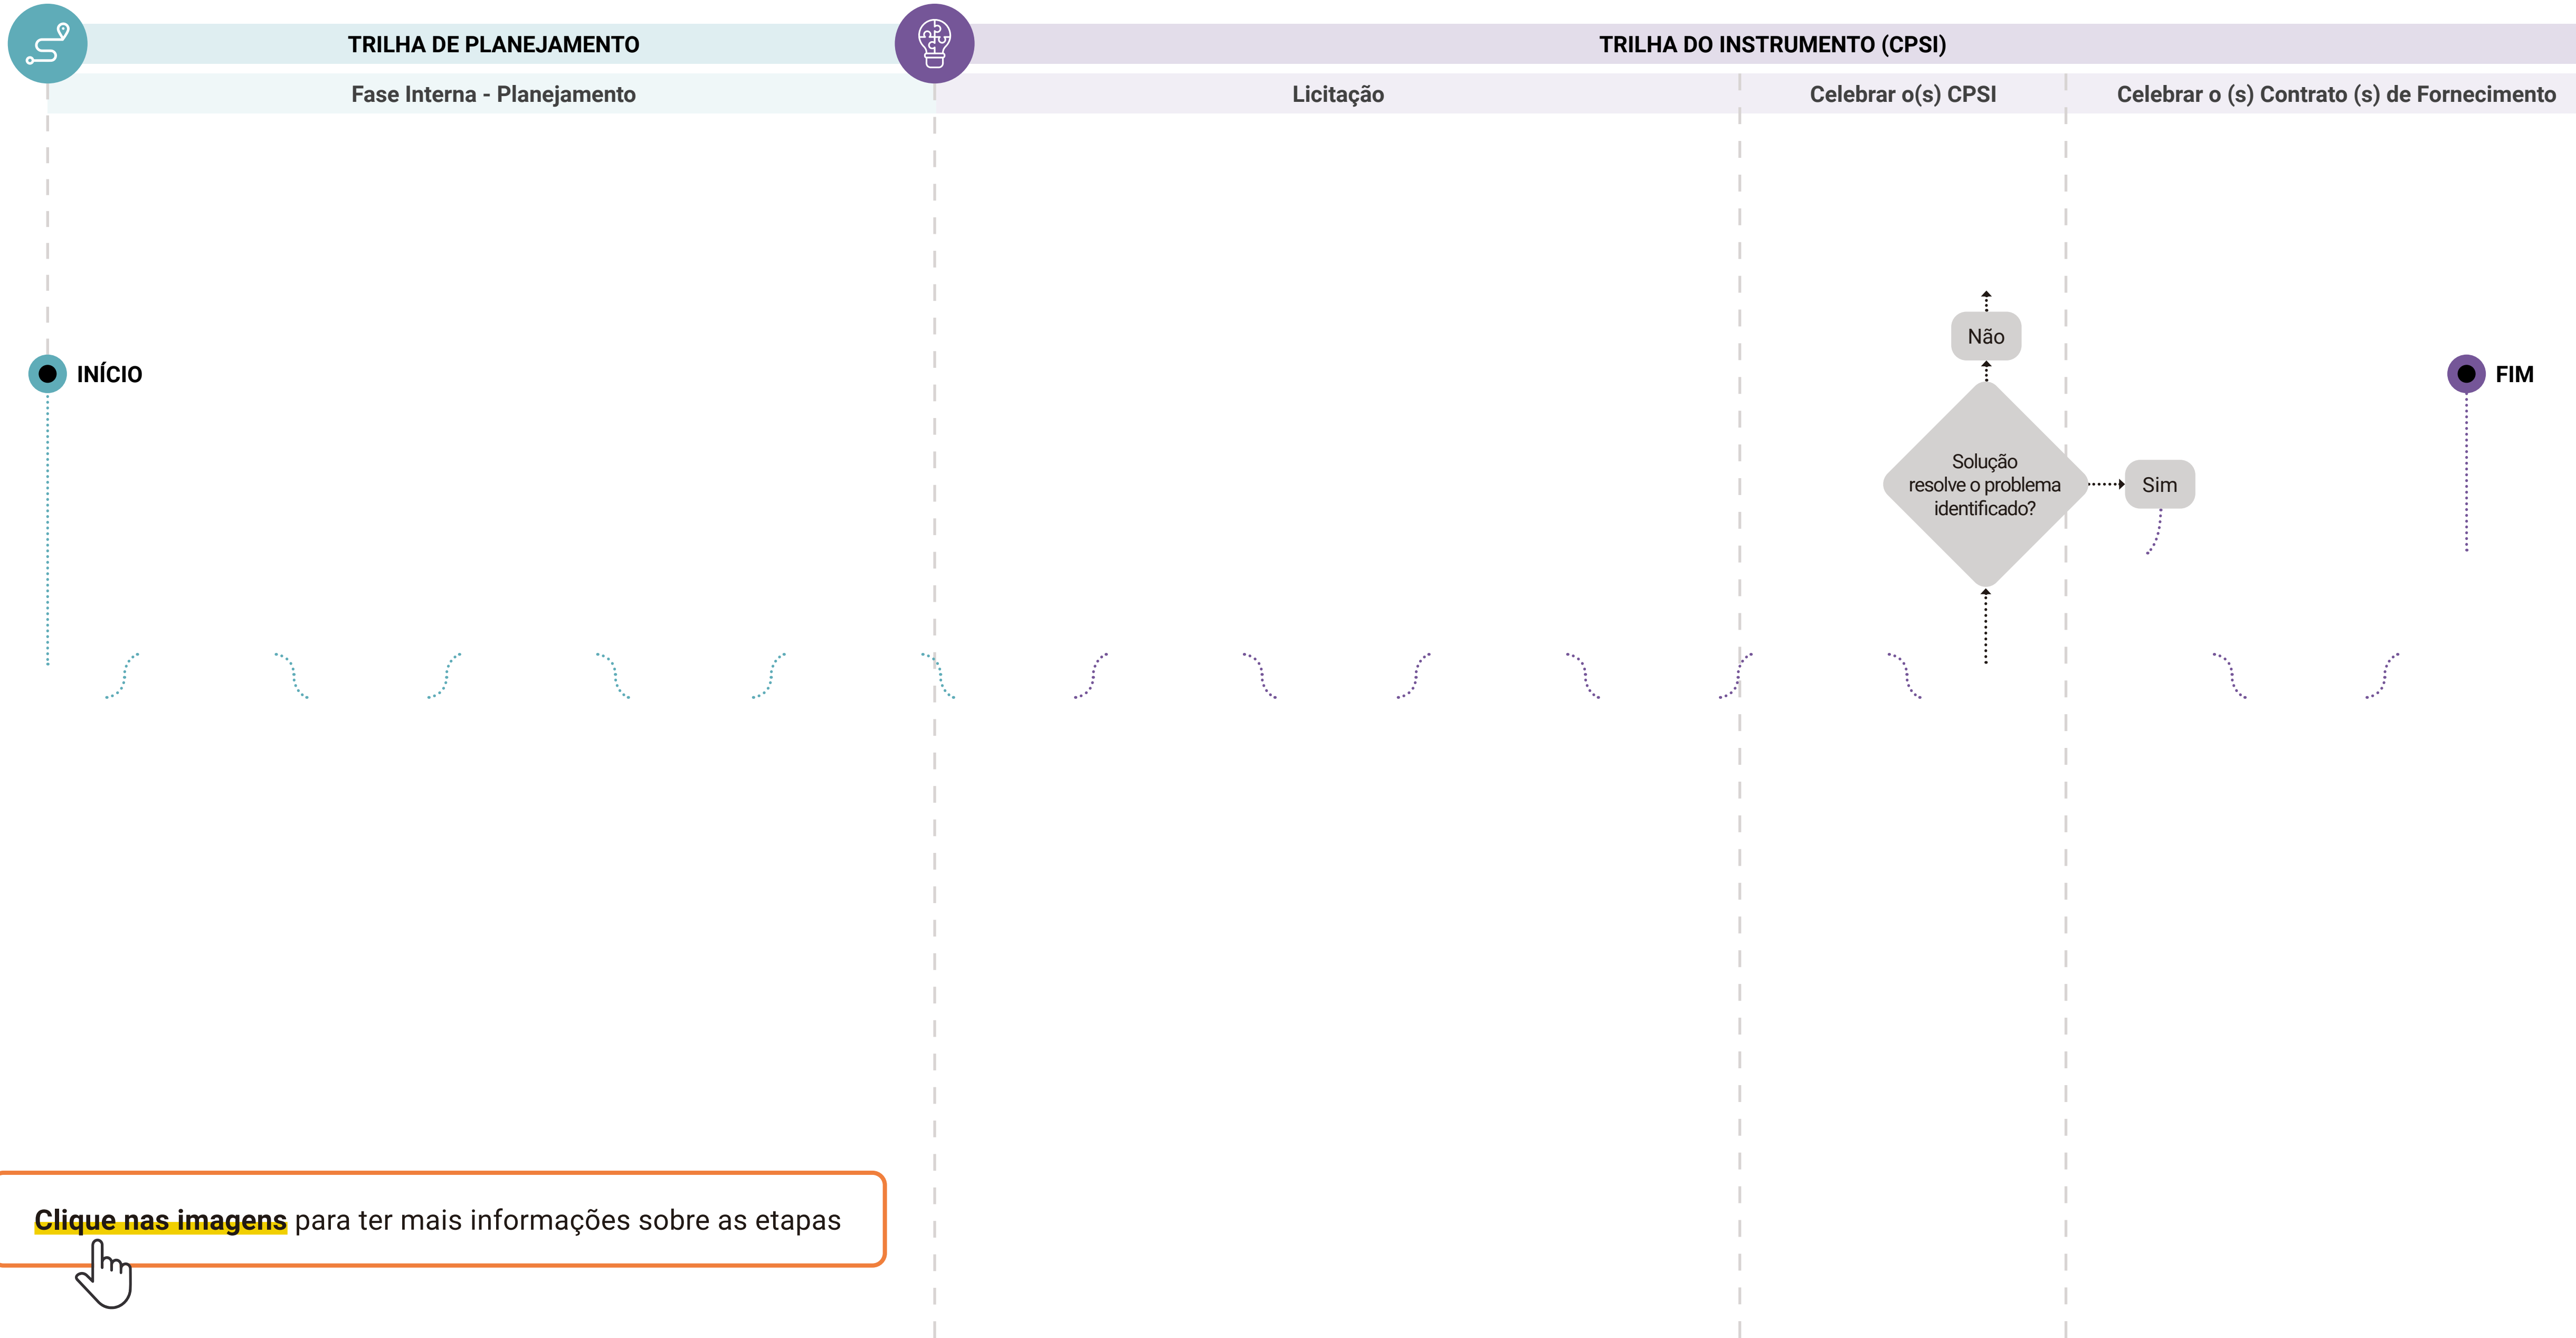 TRILHA DE PLANEJAMENTO
TRILHA DO INSTRUMENTO (CPSI)
Fase Interna - Planejamento
Licitação
Celebrar o(s) CPSI
Celebrar o (s) Contrato (s) de Fornecimento
Não
INÍCIO
FIM
Solução
resolve o problema
identificado?
Sim
Clique nas imagens para ter mais informações sobre as etapas